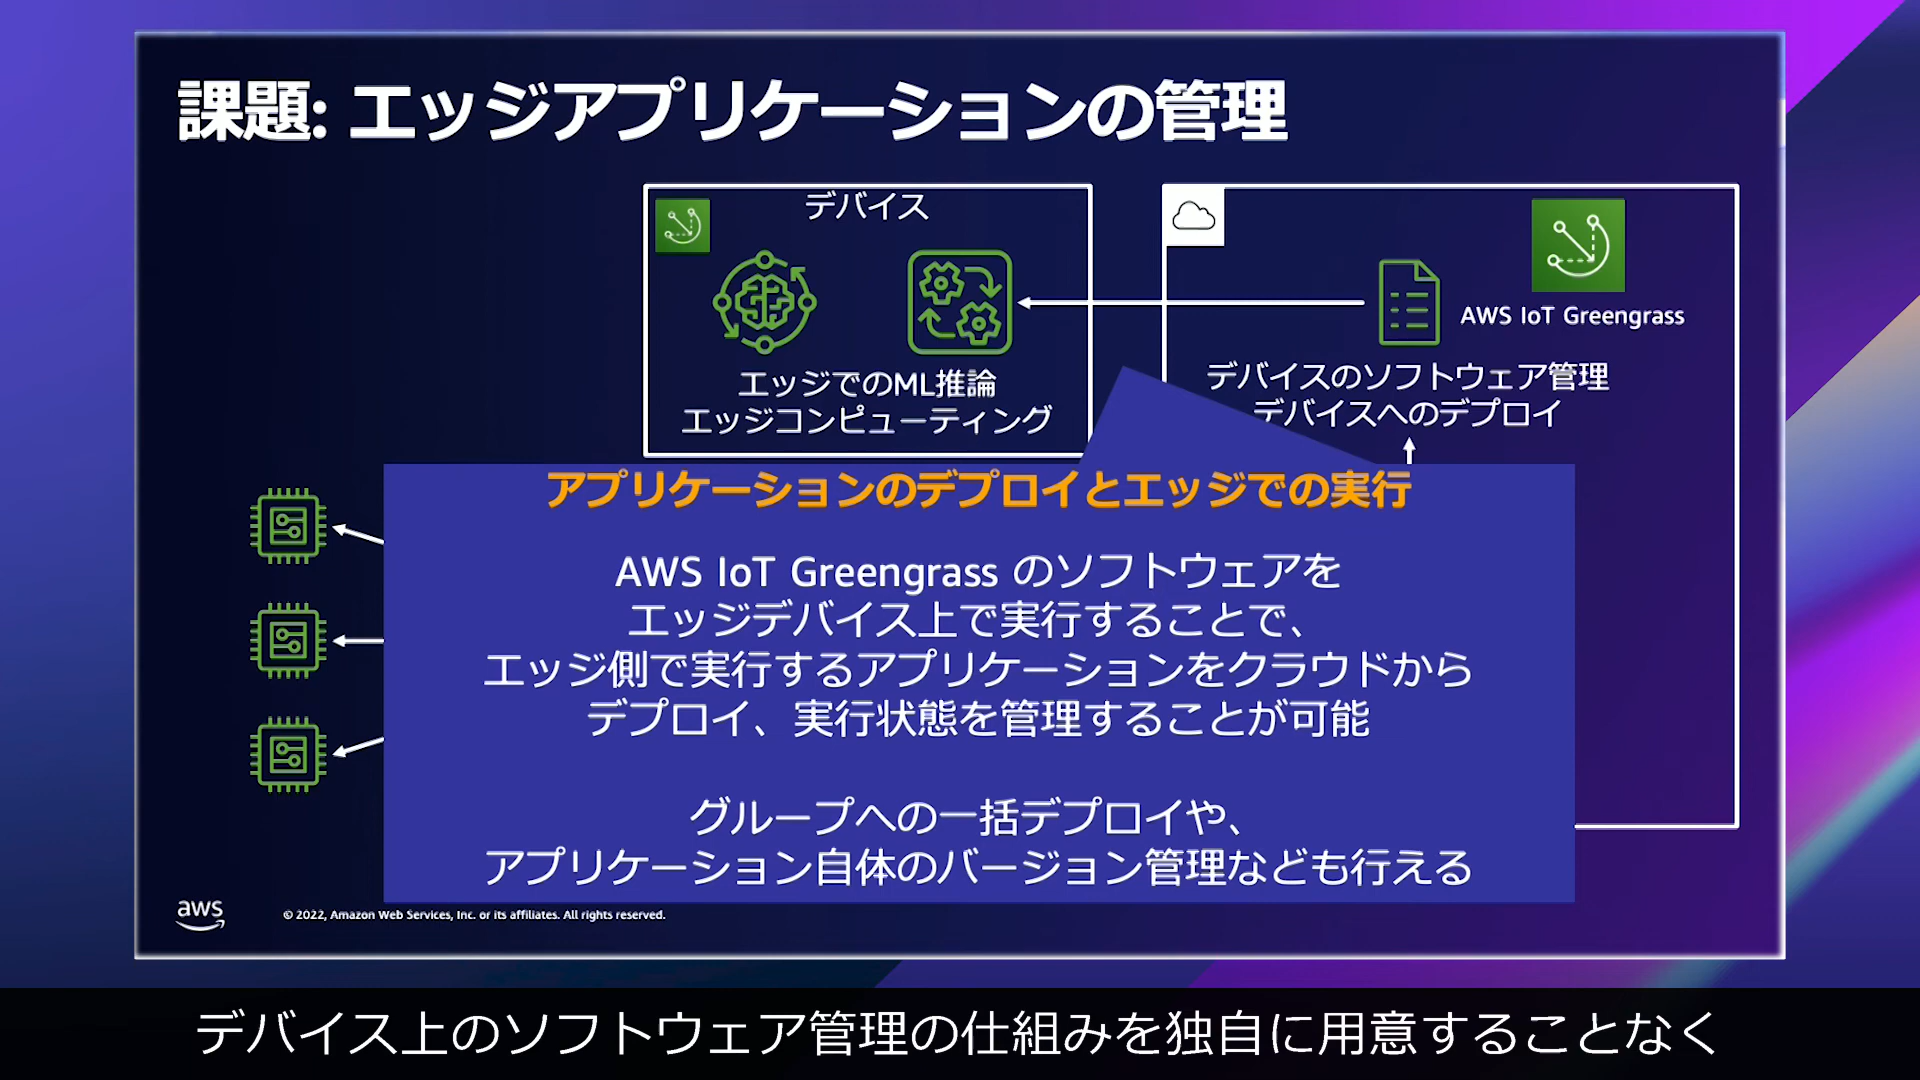 課題: エッジアプリケーションの管理
デバイス
エッジでのML推論
エッジコンピューティング
AWS IoT Greengrass
デバイスのソフトウェア管理
デバイスへのデプロイ
アプリケーションのデプロイとエッジでの実行
AWS IoT Greengrass のソフトウェアを
エッジデバイス上で実行することで、
エッジ側で実行するアプリケーションをクラウドから
デプロイ、実行状態を管理することが可能
グループへの一括デプロイや、
アプリケーション自体のバージョン管理なども行える
aws
© 2022, Amazon Web Services, Inc. or its affiliates. All rights reserved.
デバイス上のソフトウェア管理の仕組みを独自に用意することなく